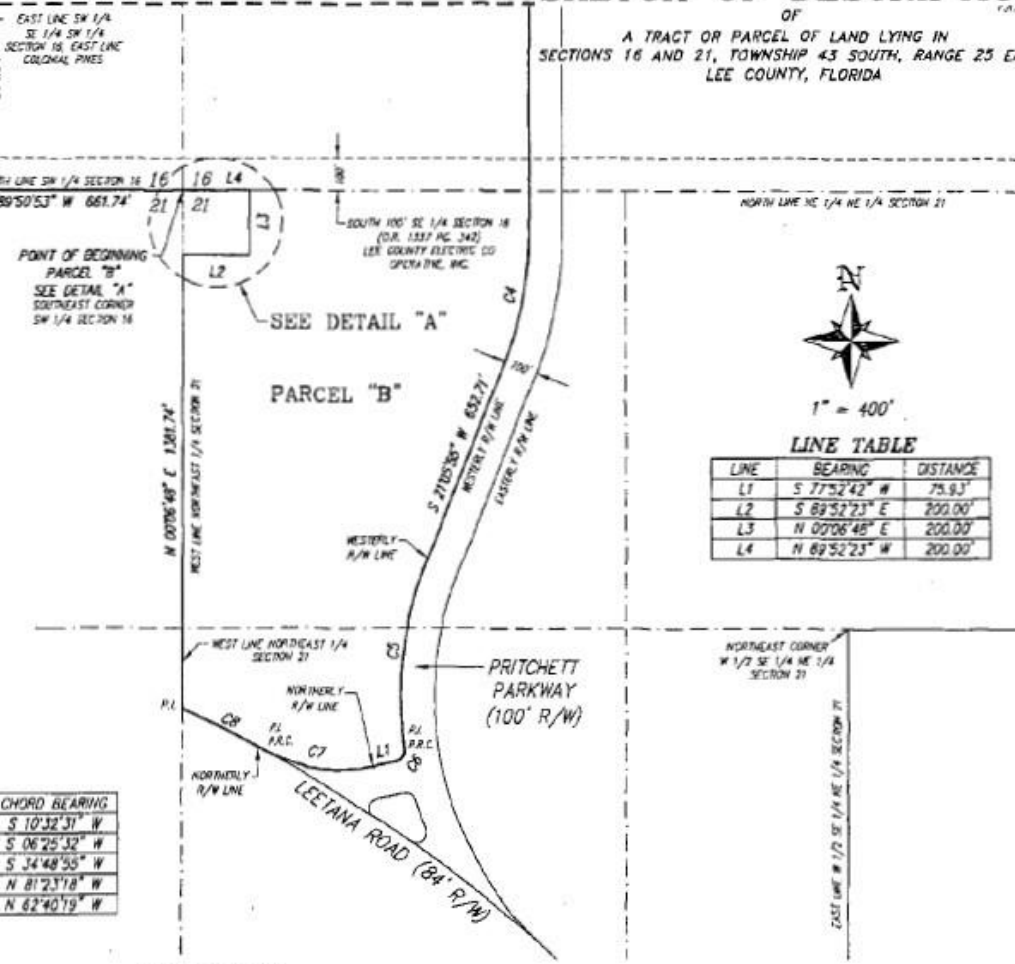 OF
A TRACT OR PARCEL OF LAND LYING IN
SECTIONS 16 AND 21, TOWNSHIP 43 SOUTH, RANGE 25
LEE COUNTY, FLORIDA
EAST LINE SW 1/4
SE 1/4 SW 1/4
SECTION 16, EAST LINE
COLONIAL PINES
LINE SW 1/4 SECTION 16
89°50'53" W 661.74'
16 16 L4
21 21
L3
L2
100'
SOUTH 100' SE 1/4 SECTION 16
(O.R. 1337 PG. 342)
LEE COUNTY ELECTRIC CO
OPERATIVE, INC.
NORTH LINE NE 1/4 NE 1/4 SECTION 21
POINT OF BEGINNING
PARCEL "B"
SEE DETAIL "A"
SOUTHEAST CORNER
SW 1/4 SECTION 16
SEE DETAIL "A"
PARCEL "B"
C4
100'
N
1" = 400'
LINE TABLE
LINE BEARING DISTANCE
L1 S 77°52'42" W 75.93'
L2 S 89°52'23" E 200.00'
L3 N 00°06'48" E 200.00'
L4 N 89°52'23" W 200.00'
N 00°06'48" E 1381.74'
WEST LINE NORTHEAST 1/4 SECTION 21
S 21°05'56" W 652.71'
WESTERLY R/W LINE
EASTERLY R/W LINE
WESTERLY
R/W LINE
WEST LINE NORTHEAST 1/4
SECTION 21
C5
PRITCHETT
PARKWAY
(100' R/W)
NORTHEAST CORNER
W 1/2 SE 1/4 NE 1/4
SECTION 21
EAST LINE W 1/2 SE 1/4 NE 1/4 SECTION 21
NORTHERLY
R/W LINE
P.I.
C8
P.I.
P.R.C.
C7
L1
P.I.
P.R.C.
C6
NORTHERLY
R/W LINE
LEETANA ROAD (84' R/W)
CHORD BEARING
S 10°32'31" W
S 06°25'32" W
S 34°48'55" W
N 81°23'18" W
N 62°40'19" W